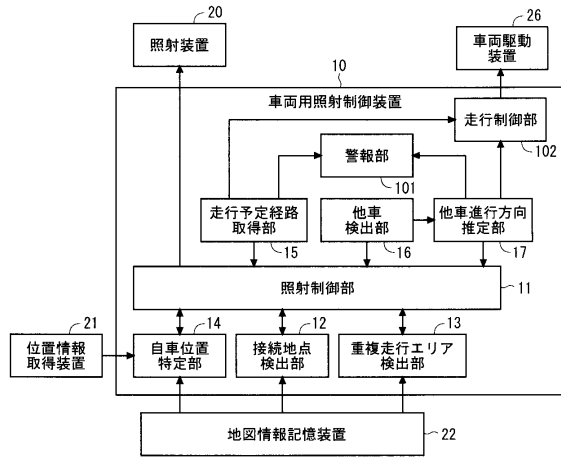 20
照射装置
26
車両駆動
装置
10
車両用照射制御装置
走行制御部
102
警報部
101
走行予定経路
取得部
15
他車
検出部
16
他車進行方向
推定部
17
照射制御部
11
21
位置情報
取得装置
14
自車位置
特定部
12
接続地点
検出部
13
重複走行エリア
検出部
地図情報記憶装置
22